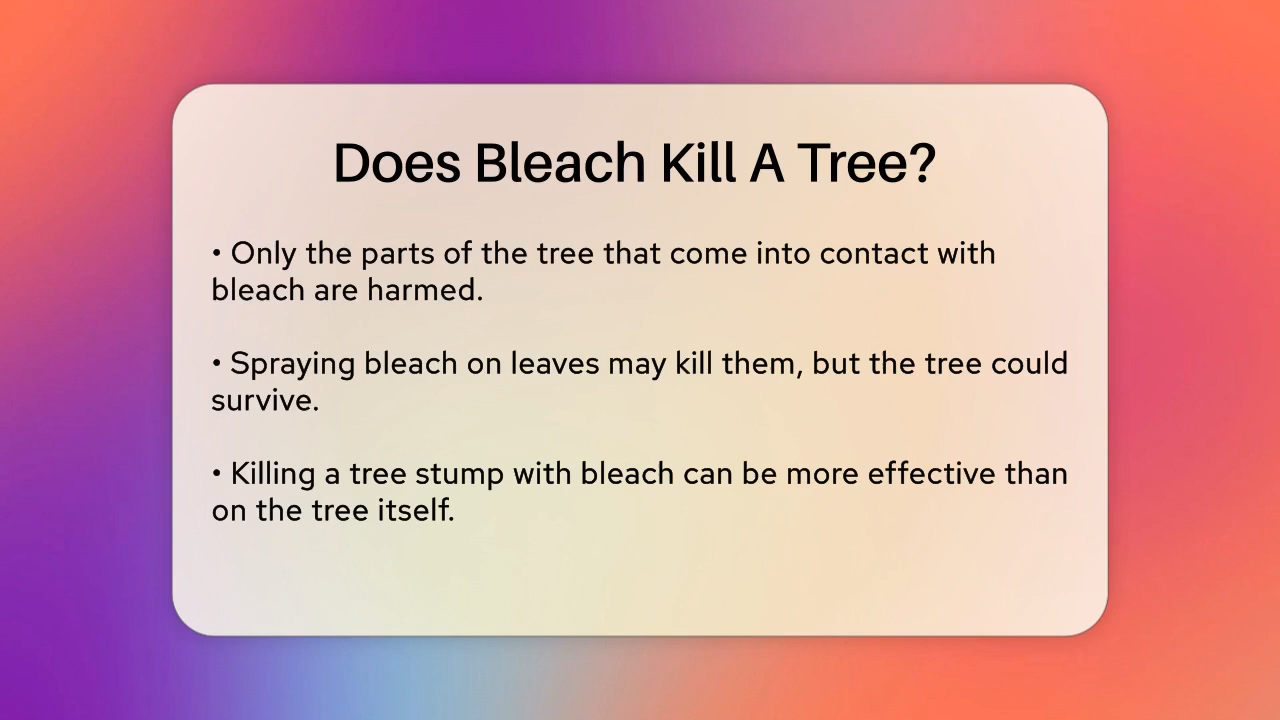 Does Bleach Kill A Tree?
• Only the parts of the tree that come into contact with
bleach are harmed.
• Spraying bleach on leaves may kill them, but the tree could
survive.
• Killing a tree stump with bleach can be more effective than
on the tree itself.